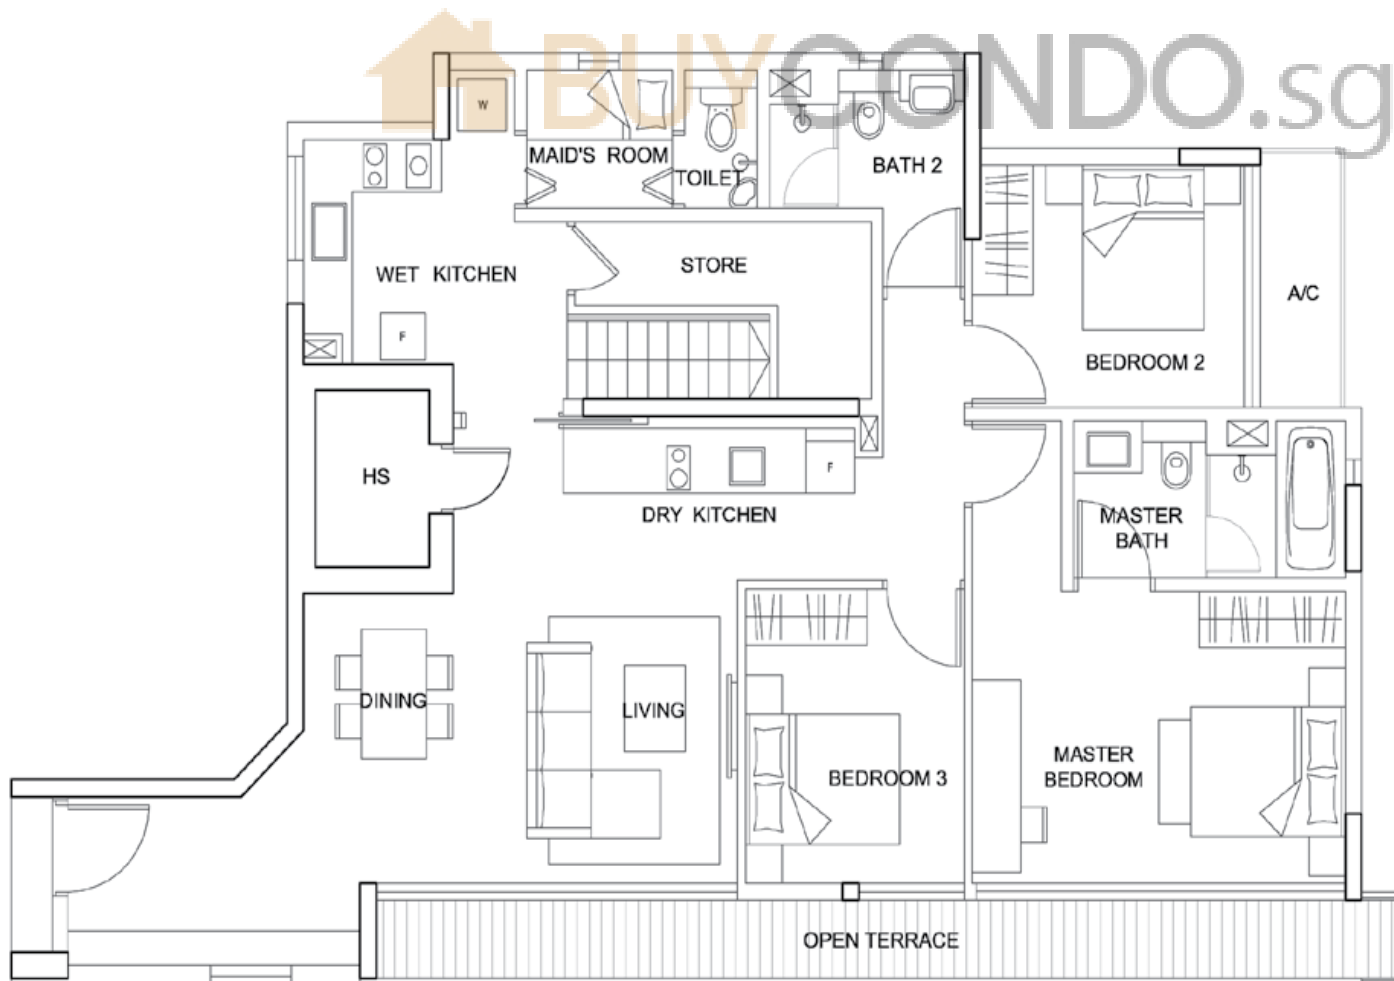 BUYCONDO.sg
W
MAID'S ROOM
TOILET
BATH 2
WET KITCHEN
STORE
A/C
F
BEDROOM 2
HS
F
DRY KITCHEN
MASTER
BATH
DINING
LIVING
BEDROOM 3
MASTER
BEDROOM
OPEN TERRACE